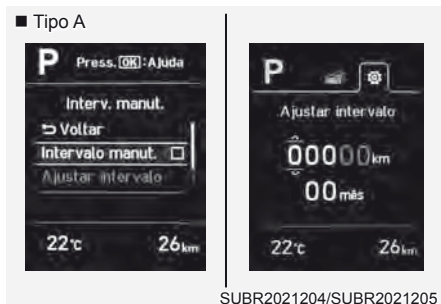 ■ Tipo A
P Press. OK :Ajuda
Interv. manut.
Voltar
Intervalo manut.
Ajustar intervalo
22°c 26km
P
Ajustar intervalo
00000km
00mês
22°c 26km
SUBR2021204/SUBR2021205